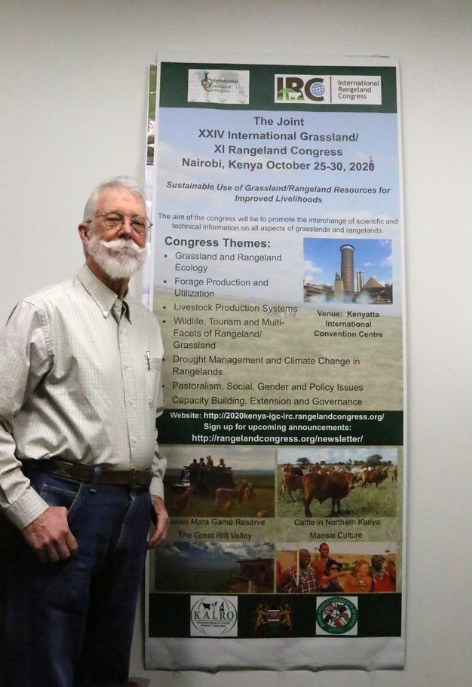 International
Grassland
IRC
International
Rangeland
Congress
The Joint
XXIV International Grassland/
XI Rangeland Congress
Nairobi, Kenya October 25-30, 2020
Sustainable Use of Grassland/Rangeland Resources for
Improved Livelihoods
The aim of the congress will be to promote the interchange of scientific and
technical information on all aspects of grasslands and rangelands.
Congress Themes:
• Grassland and Rangeland
Ecology
• Forage Production and
Utilization
• Livestock Production Systems
• Wildlife, Tourism and Multi-
Facets of Rangeland/
Grassland
• Drought Management and Climate Change in
Rangelands
• Pastoralism, Social, Gender and Policy Issues
Capacity Building, Extension and Governance
Venue: Kenyatta
International
Convention Centre
Website: http://2020kenya-igc-irc.rangelandcongress.org/
Sign up for upcoming announcements:
http://rangelandcongress.org/newsletter/
Mara Game Reserve
Cattle in Northern Kenya
The Great Rift Valley
Maasai Culture
KALRO